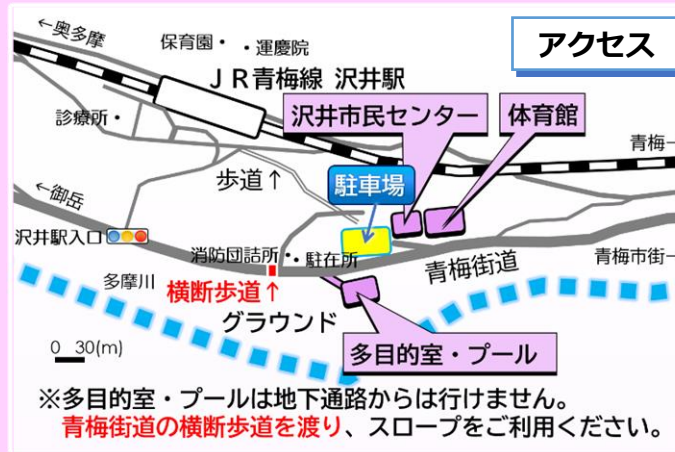 アクセス
←奥多摩
保育園・
・運慶院
ＪＲ青梅線 沢井駅
沢井市民センター
体育館
診療所・
青梅→
歩道↑
駐車場
←御岳
沢井駅入口
消防団詰所・
・駐在所
青梅街道
青梅市街→
多摩川
横断歩道↑
グラウンド
多目的室・プール
0 30(m)
※多目的室・プールは地下通路からは行けません。
青梅街道の横断歩道を渡り、スロープをご利用ください。